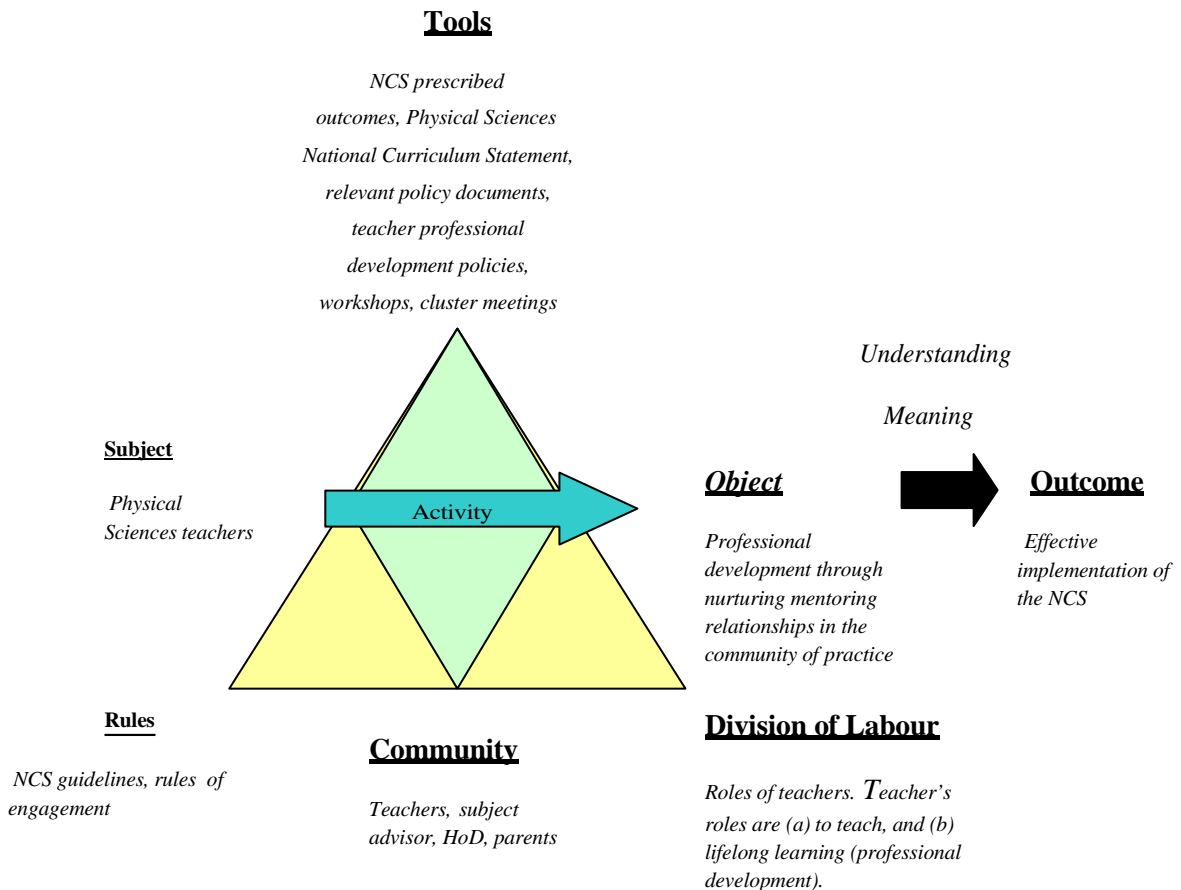 Tools
NCS prescribed
outcomes, Physical Sciences
National Curriculum Statement,
relevant policy documents,
teacher professional
development policies,
workshops, cluster meetings
Understanding
Meaning
Subject
Physical
Sciences teachers
Activity
Object
Professional
development through
nurturing mentoring
relationships in the
community of practice
Outcome
Effective
implementation of
the NCS
Rules
NCS guidelines, rules of
engagement
Community
Teachers, subject
advisor, HoD, parents
Division of Labour
Roles of teachers. Teacher’s
roles are (a) to teach, and (b)
lifelong learning (professional
development).